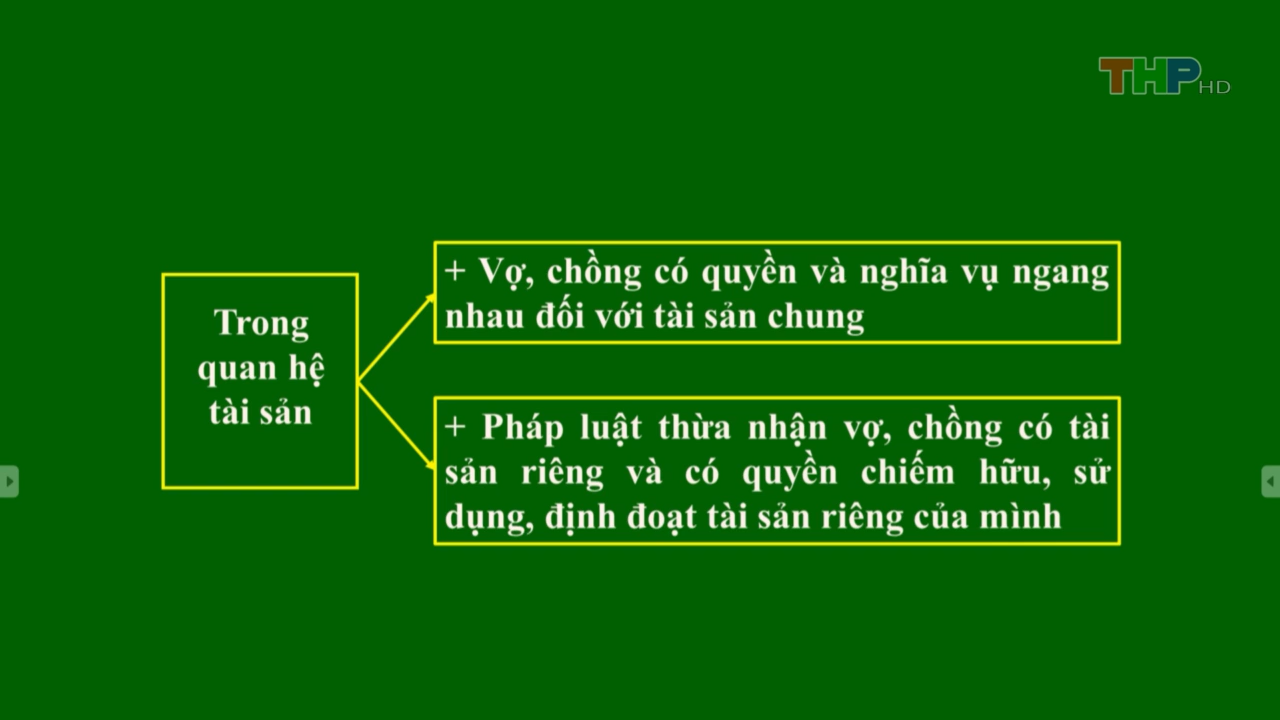 THP HD
Trong
quan hệ
tài sản
+ Vợ, chồng có quyền và nghĩa vụ ngang
nhau đối với tài sản chung
+ Pháp luật thừa nhận vợ, chồng có tài
sản riêng và có quyền chiếm hữu, sử
dụng, định đoạt tài sản riêng của mình